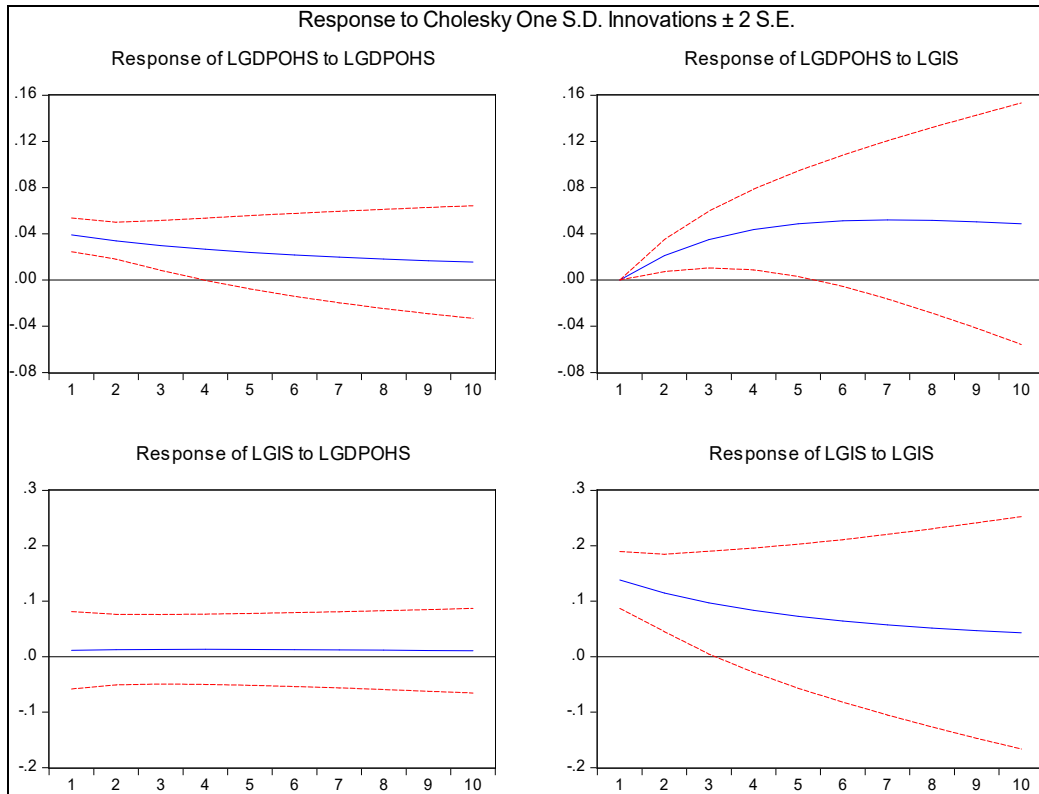 Response to Cholesky One S.D. Innovations ± 2 S.E.
Response of LGDPOHS to LGDPOHS
.16
.12
.08
.04
.00
-.04
-.08
1 2 3 4 5 6 7 8 9 10
Response of LGDPOHS to LGIS
.16
.12
.08
.04
.00
-.04
-.08
1 2 3 4 5 6 7 8 9 10
Response of LGIS to LGDPOHS
.3
.2
.1
.0
-.1
-.2
1 2 3 4 5 6 7 8 9 10
Response of LGIS to LGIS
.3
.2
.1
.0
-.1
-.2
1 2 3 4 5 6 7 8 9 10